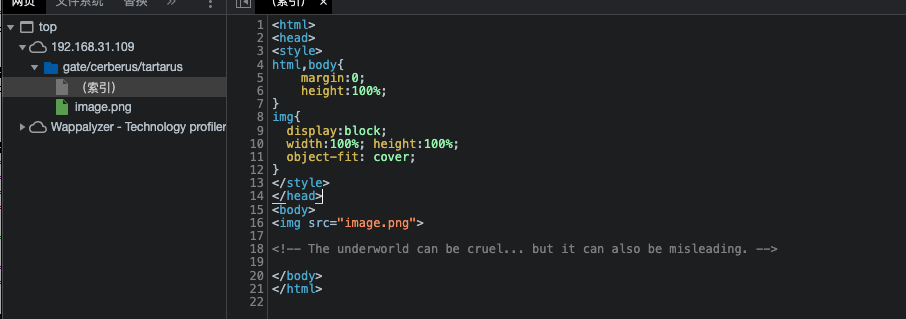 网页 文件系统 替换 » ⋮ (索引) ×
top
192.168.31.109
gate/cerberus/tartarus
(索引)
image.png
Wappalyzer - Technology profiler
1 <html>
2 <head>
3 <style>
4 html,body{
5 margin:0;
6 height:100%;
7 }
8 img{
9 display:block;
10 width:100%; height:100%;
11 object-fit: cover;
12 }
13 </style>
14 </head>
15 <body>
16 <img src="image.png">
17
18 <!-- The underworld can be cruel... but it can also be misleading. -->
19
20 </body>
21 </html>
22